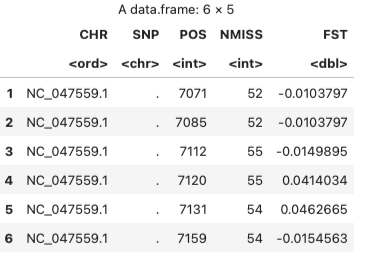 A data.frame: 6 × 5
CHR SNP POS NMISS FST
<ord> <chr> <int> <int> <dbl>
1 NC_047559.1 . 7071 52 -0.0103797
2 NC_047559.1 . 7085 52 -0.0103797
3 NC_047559.1 . 7112 55 -0.0149895
4 NC_047559.1 . 7120 55 0.0414034
5 NC_047559.1 . 7131 54 0.0462665
6 NC_047559.1 . 7159 54 -0.0154563